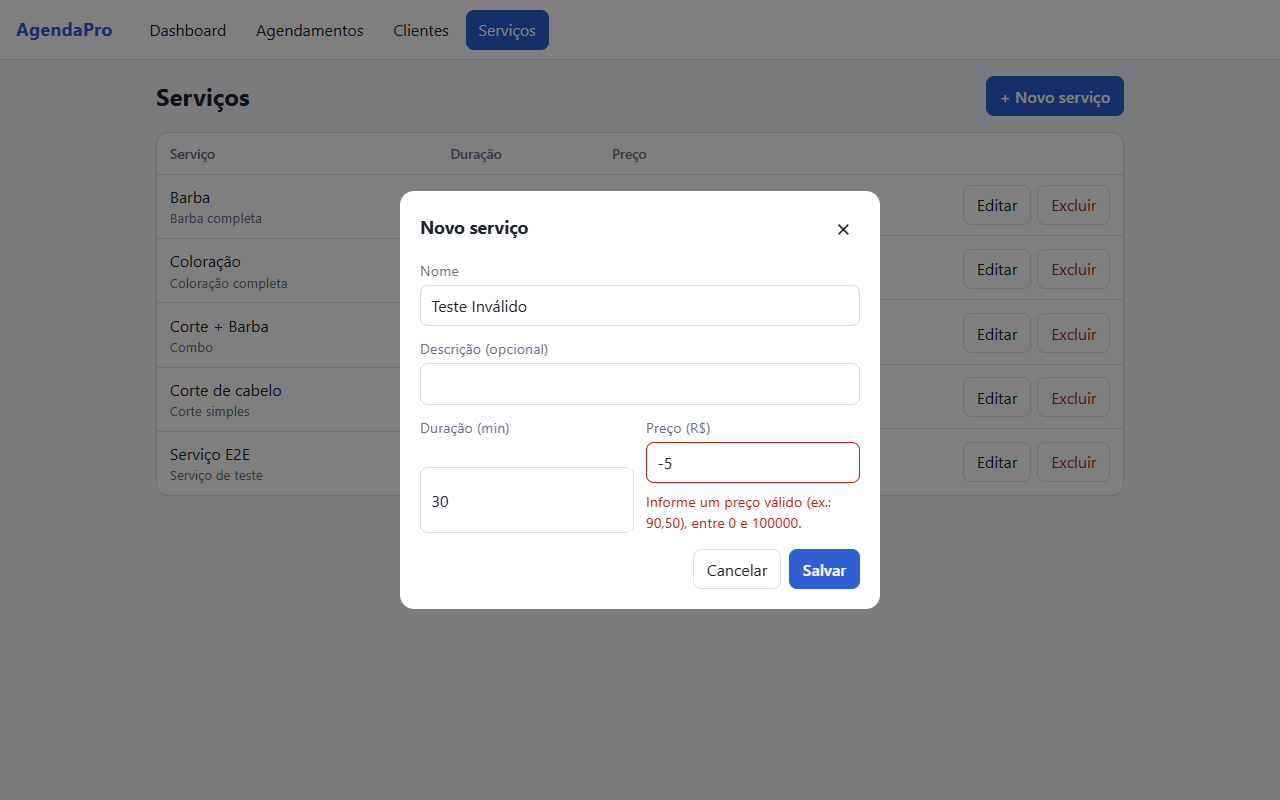 AgendaPro Dashboard Agendamentos Clientes Serviços
Serviços + Novo serviço
Serviço Duração Preço
Barba
Barba completa
Editar Excluir
Coloração
Coloração completa
Editar Excluir
Corte + Barba
Combo
Editar Excluir
Corte de cabelo
Corte simples
Editar Excluir
Serviço E2E
Serviço de teste
Editar Excluir
Novo serviço ×
Nome
Teste Inválido
Descrição (opcional)
Duração (min)
30
Preço (R$)
-5
Informe um preço válido (ex.:
90,50), entre 0 e 100000.
Cancelar Salvar